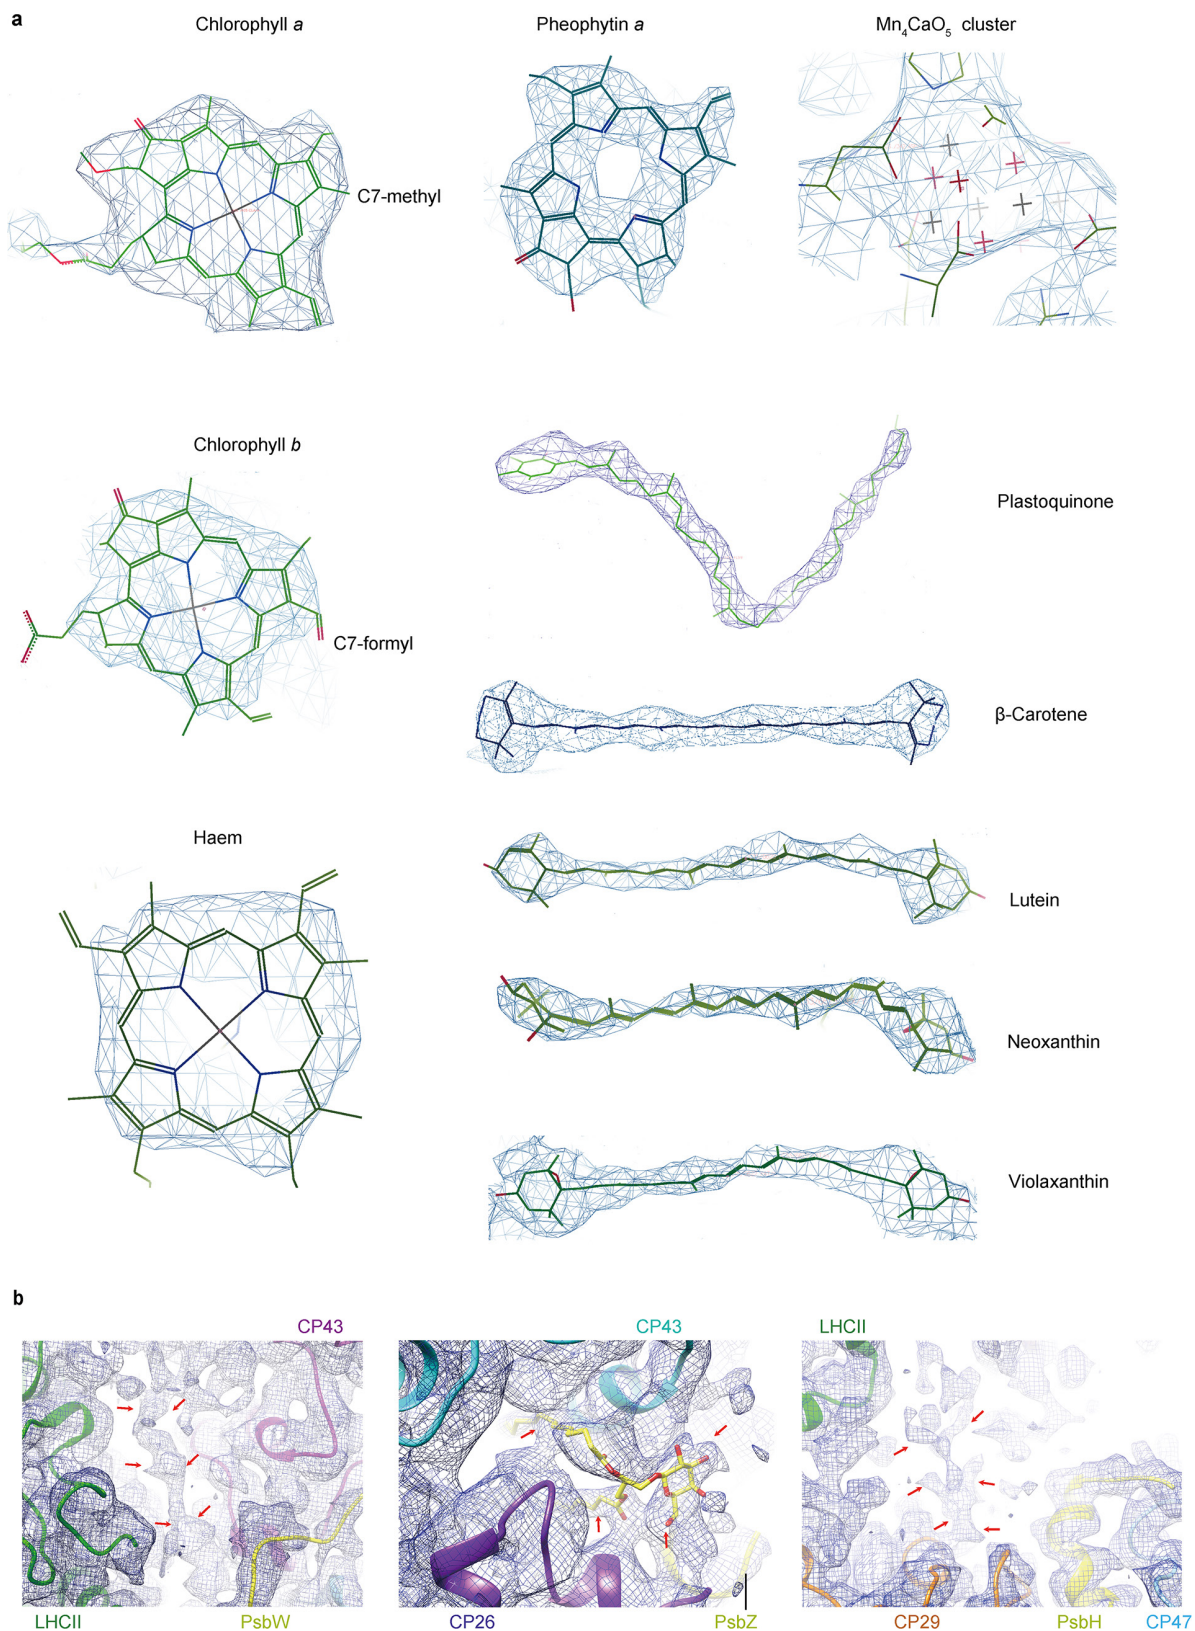 a
Chlorophyll a
Pheophytin a
Mn4CaO5 cluster
C7-methyl
Chlorophyll b
Plastoquinone
C7-formyl
β-Carotene
Haem
Lutein
Neoxanthin
Violaxanthin
b
CP43
CP43
LHCII
LHCII
PsbW
CP26
PsbZ
CP29
PsbH
CP47